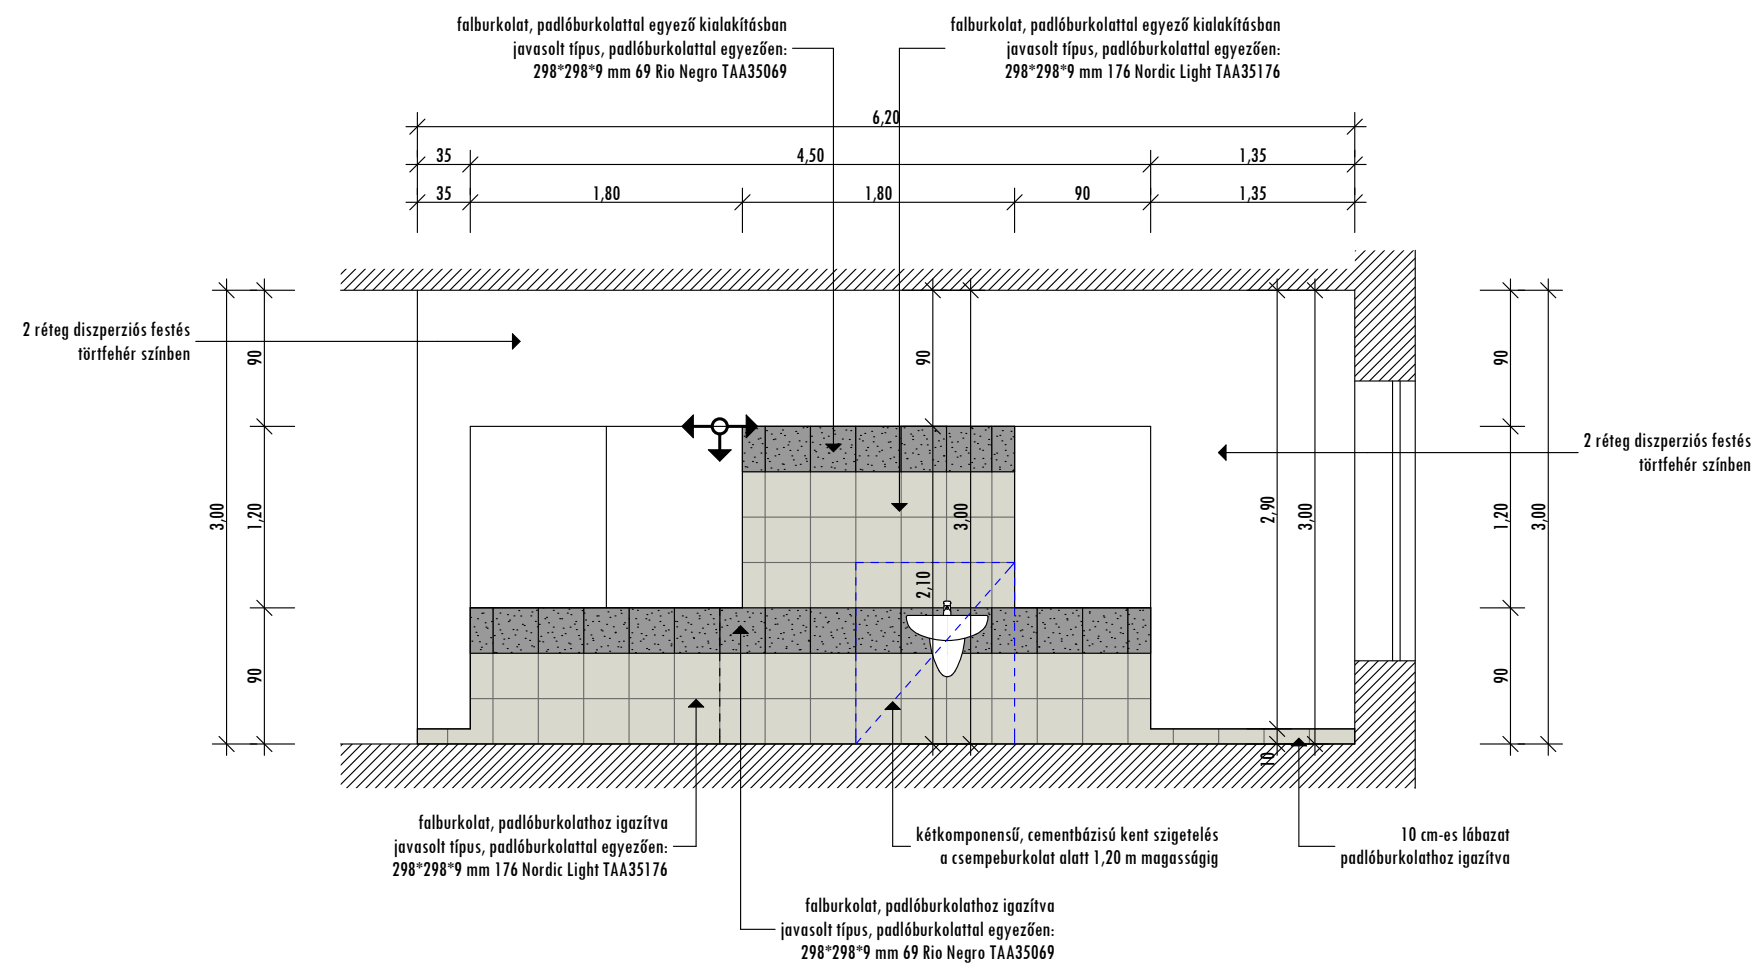 falburkolat, padlóburkolattal egyező kialakításban
javasolt típus, padlóburkolattal egyezően:
298*298*9 mm 69 Rio Negro TAA35069
falburkolat, padlóburkolattal egyező kialakításban
javasolt típus, padlóburkolattal egyezően:
298*298*9 mm 176 Nordic Light TAA35176
6,20
35
4,50
1,35
35
1,80
1,80
90
1,35
2 réteg diszperziós festés
törtfehér színben
3,00
90
1,20
90
90
2,10
3,00
2,90
10
3,00
90
1,20
90
3,00
2 réteg diszperziós festés
törtfehér színben
falburkolat, padlóburkolathoz igazítva
javasolt típus, padlóburkolattal egyezően:
298*298*9 mm 176 Nordic Light TAA35176
kétkomponensű, cementbázisú kent szigetelés
a csempeburkolat alatt 1,20 m magasságig
10 cm-es lábazat
padlóburkolathoz igazítva
falburkolat, padlóburkolathoz igazítva
javasolt típus, padlóburkolattal egyezően:
298*298*9 mm 69 Rio Negro TAA35069